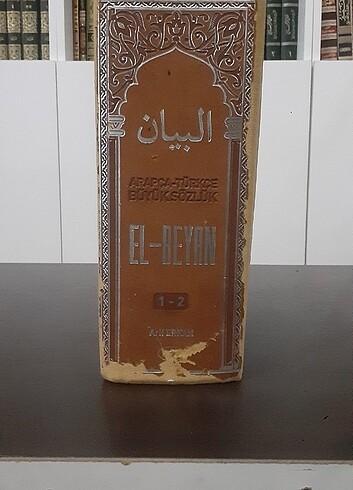 البيان
ARAPÇA-TÜRKÇE
BÜYÜK SÖZLÜK
EL-BEYAN
1-2